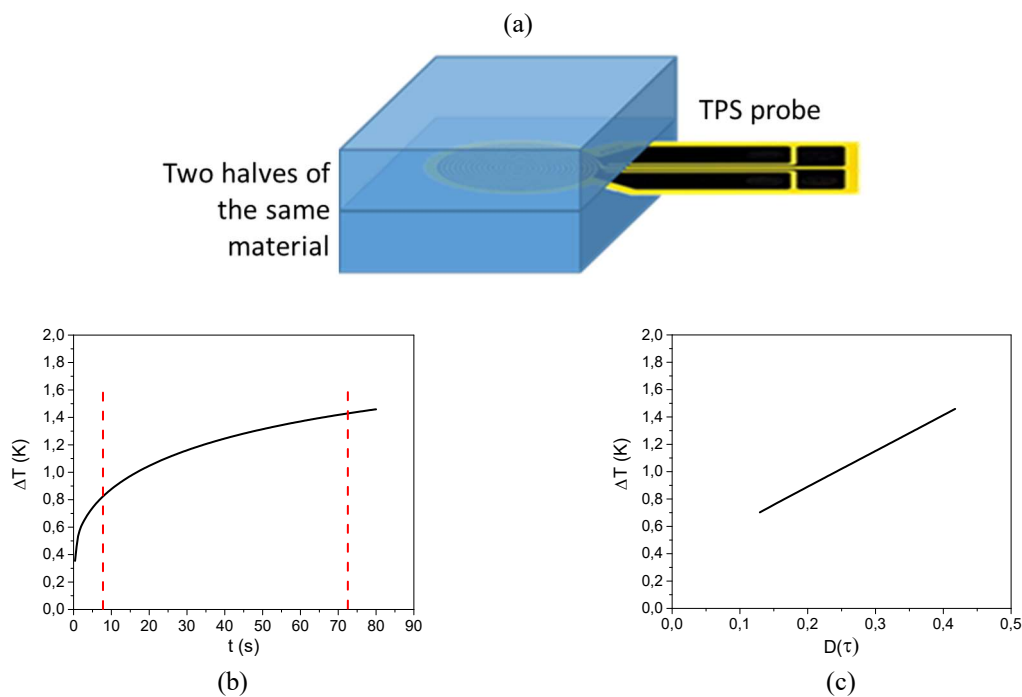 (a)
TPS probe
Two halves of
the same
material
2,0
1,8
1,6
1,4
1,2
1,0
0,8
0,6
0,4
0,2
0,0
ΔT (K)
0 10 20 30 40 50 60 70 80 90
t (s)
(b)
2,0
1,8
1,6
1,4
1,2
1,0
0,8
0,6
0,4
0,2
0,0
ΔT (K)
0,0 0,1 0,2 0,3 0,4 0,5
D(τ)
(c)